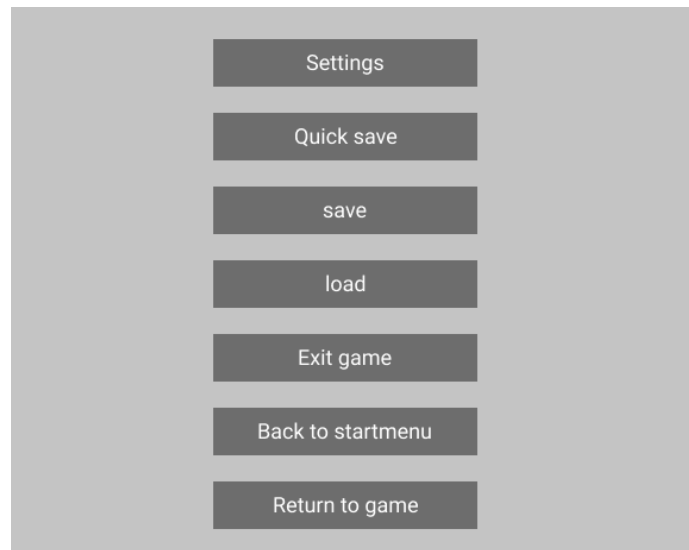 Settings
Quick save
save
load
Exit game
Back to startmenu
Return to game